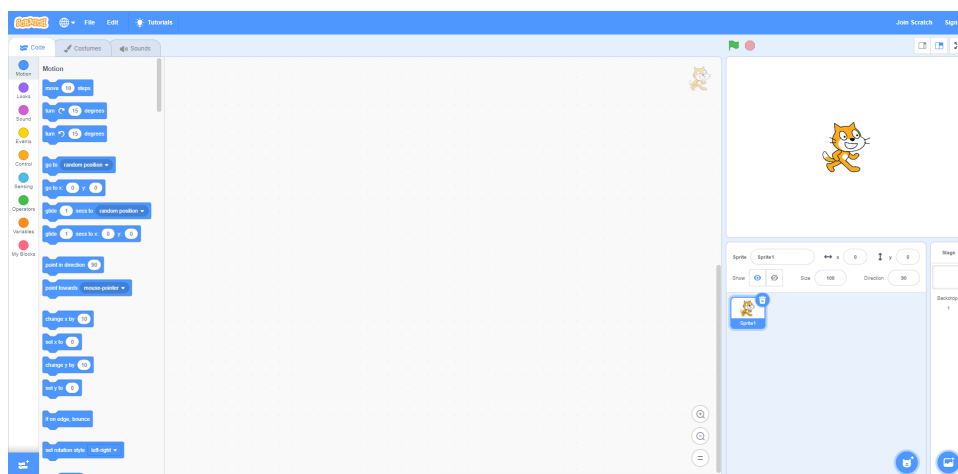 SCRATCH File Edit Tutorials Join Scratch Sign
Code Costumes Sounds
Motion
Looks
Sound
Events
Control
Sensing
Operators
Variables
My Blocks
Motion
move 10 steps
turn 15 degrees
turn 15 degrees
go to random position
go to x: 0 y: 0
glide 1 secs to random position
glide 1 secs to x: 0 y: 0
point in direction 90
point towards mouse-pointer
change x by 10
set x to 0
change y by 10
set y to 0
if on edge, bounce
set rotation style left-right
Sprite Sprite1 x 0 y 0
Show Size 100 Direction 90
Sprite1
Stage
Backdrop
1